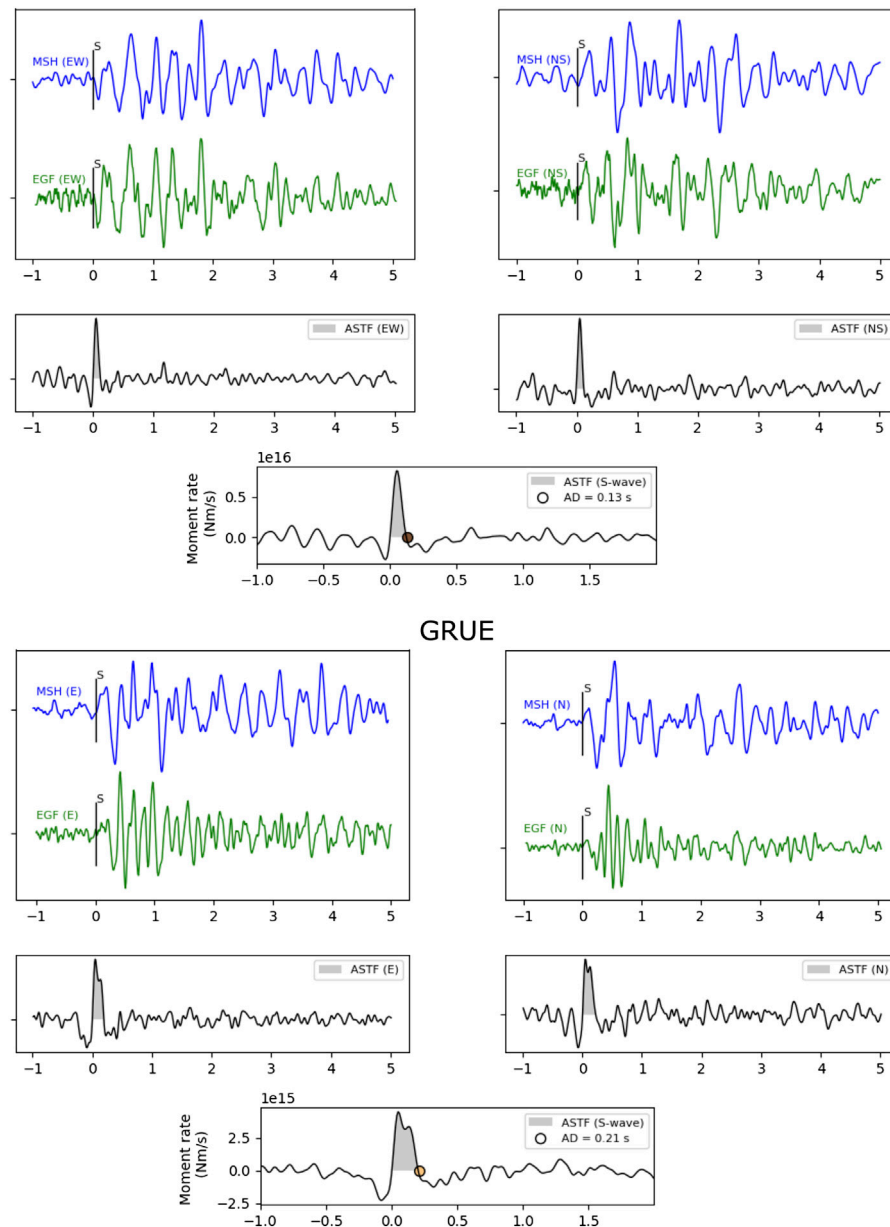 S
MSH (EW)
S
EGF (EW)
−1 0 1 2 3 4 5
S
MSH (NS)
S
EGF (NS)
−1 0 1 2 3 4 5
ASTF (EW)
−1 0 1 2 3 4 5
ASTF (NS)
−1 0 1 2 3 4 5
1e16
Moment rate
(Nm/s)
0.5
0.0
ASTF (S-wave)
AD = 0.13 s
−1.0 −0.5 0.0 0.5 1.0 1.5
GRUE
S
MSH (E)
S
EGF (E)
−1 0 1 2 3 4 5
S
MSH (N)
S
EGF (N)
−1 0 1 2 3 4 5
ASTF (E)
−1 0 1 2 3 4 5
ASTF (N)
−1 0 1 2 3 4 5
1e15
Moment rate
(Nm/s)
2.5
0.0
−2.5
ASTF (S-wave)
AD = 0.21 s
−1.0 −0.5 0.0 0.5 1.0 1.5